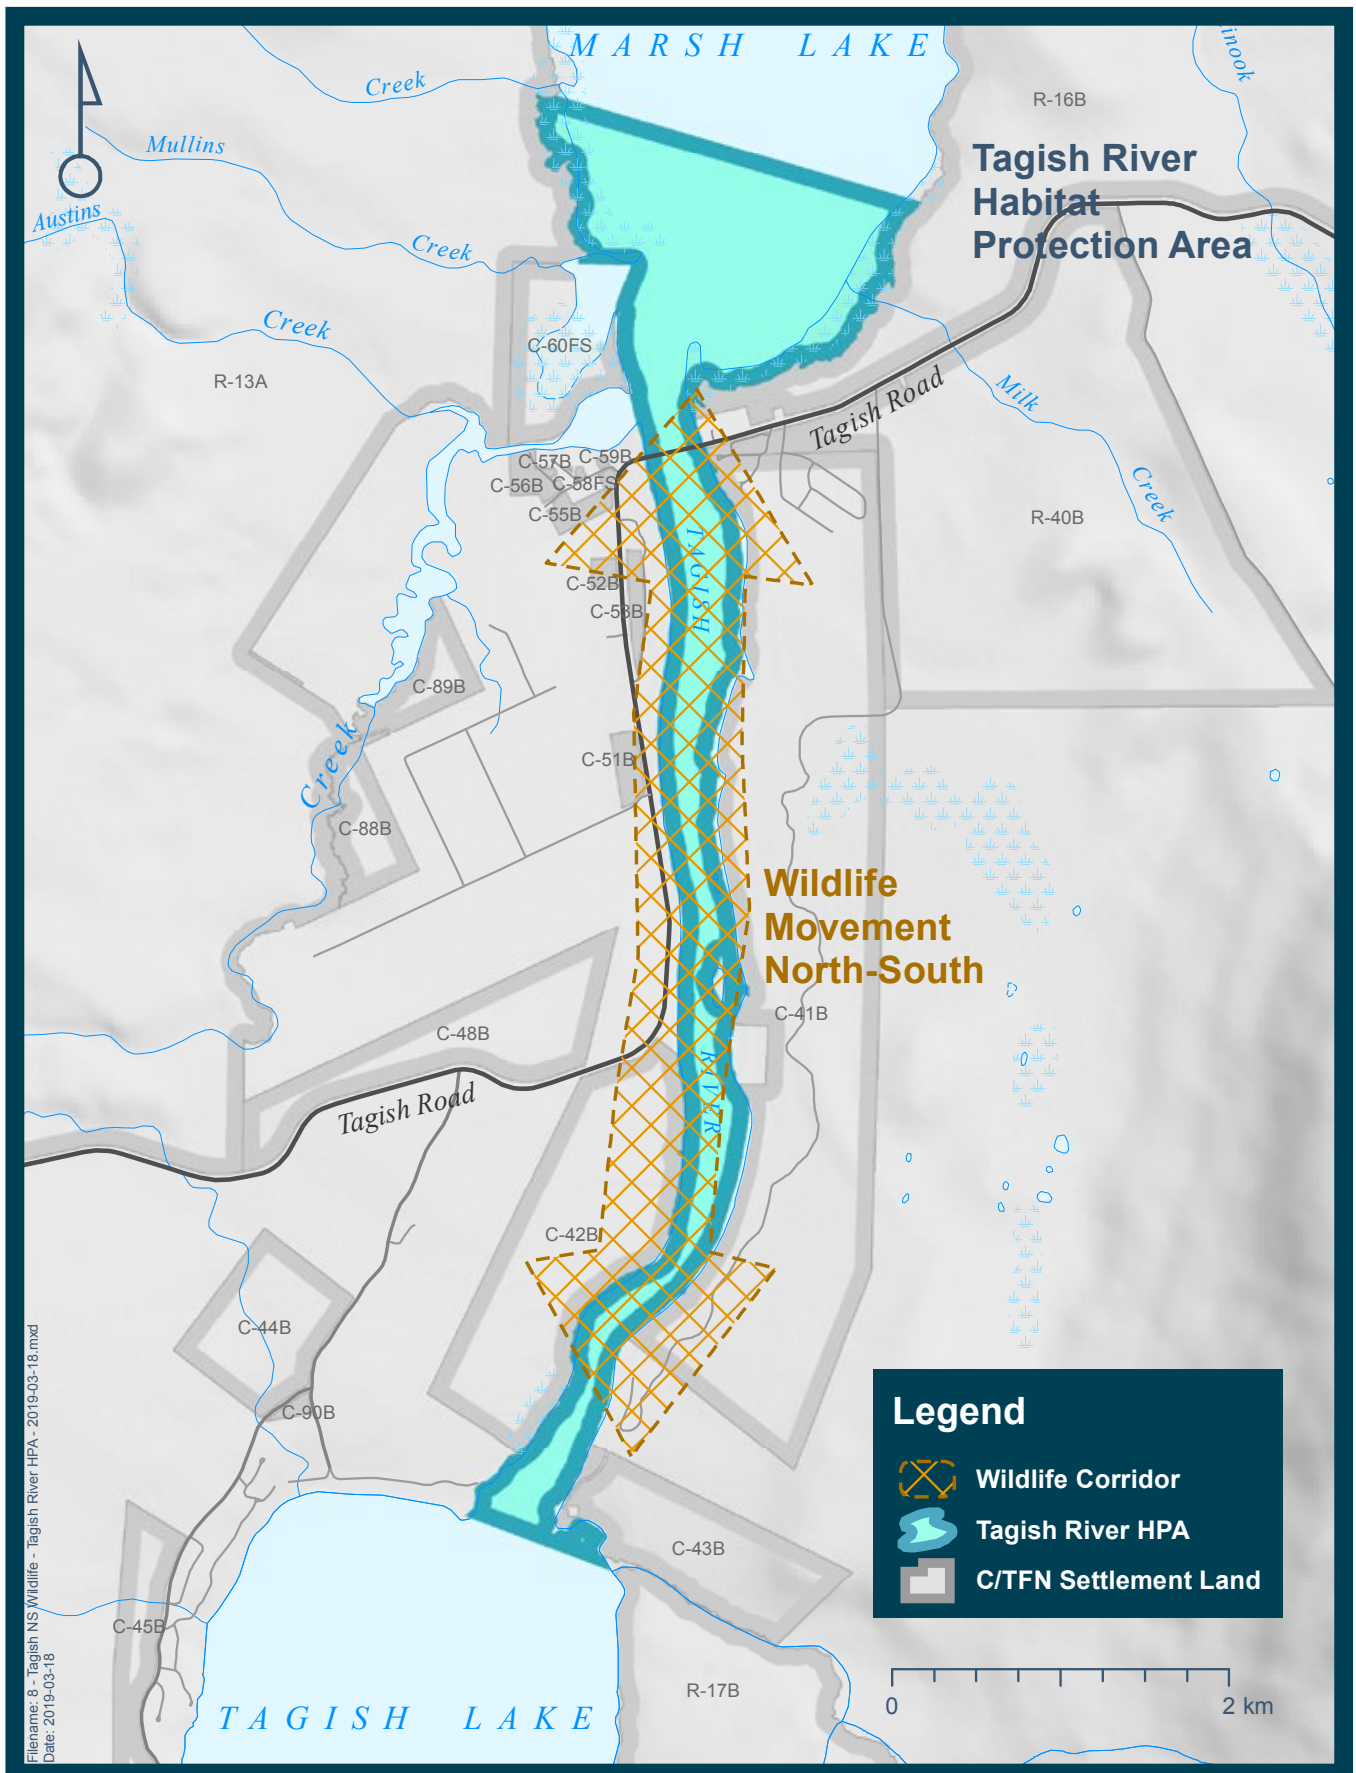 MARSH LAKE
inook
Creek
R-16B
Mullins
Tagish River
Habitat
Protection Area
Austins
Creek
Creek
C-60FS
R-13A
Milk
Tagish Road
Creek
C-57B
C-59B
C-56B
C-58FS
C-55B
R-40B
TAGISH
C-52B
C-53B
C-89B
Creek
C-51B
C-88B
Wildlife
Movement
North-South
C-41B
C-48B
RIVER
Tagish Road
C-42B
C-44B
C-90B
Legend
Wildlife Corridor
Tagish River HPA
C/TFN Settlement Land
C-43B
C-45B
R-17B
0
2 km
TAGISH LAKE
Filename: 8 - Tagish NS Wildlife - Tagish River HPA - 2019-03-18.mxd
Date: 2019-03-18